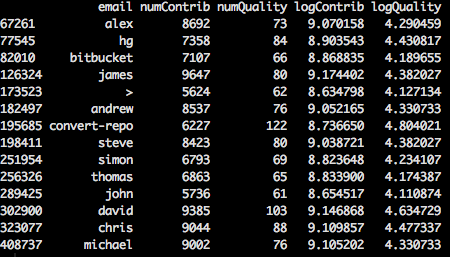 email numContrib numQuality logContrib logQuality
67261 alex 8692 73 9.070158 4.290459
77545 hg 7358 84 8.903543 4.430817
82010 bitbucket 7107 66 8.868835 4.189655
126324 james 9647 80 9.174402 4.382027
173523 > 5624 62 8.634798 4.127134
182497 andrew 8537 76 9.052165 4.330733
195685 convert-repo 6227 122 8.736650 4.804021
198411 steve 8423 80 9.038721 4.382027
251954 simon 6793 69 8.823648 4.234107
256326 thomas 6863 65 8.833900 4.174387
289425 john 5736 61 8.654517 4.110874
302900 david 9385 103 9.146868 4.634729
323077 chris 9044 88 9.109857 4.477337
408737 michael 9002 76 9.105202 4.330733